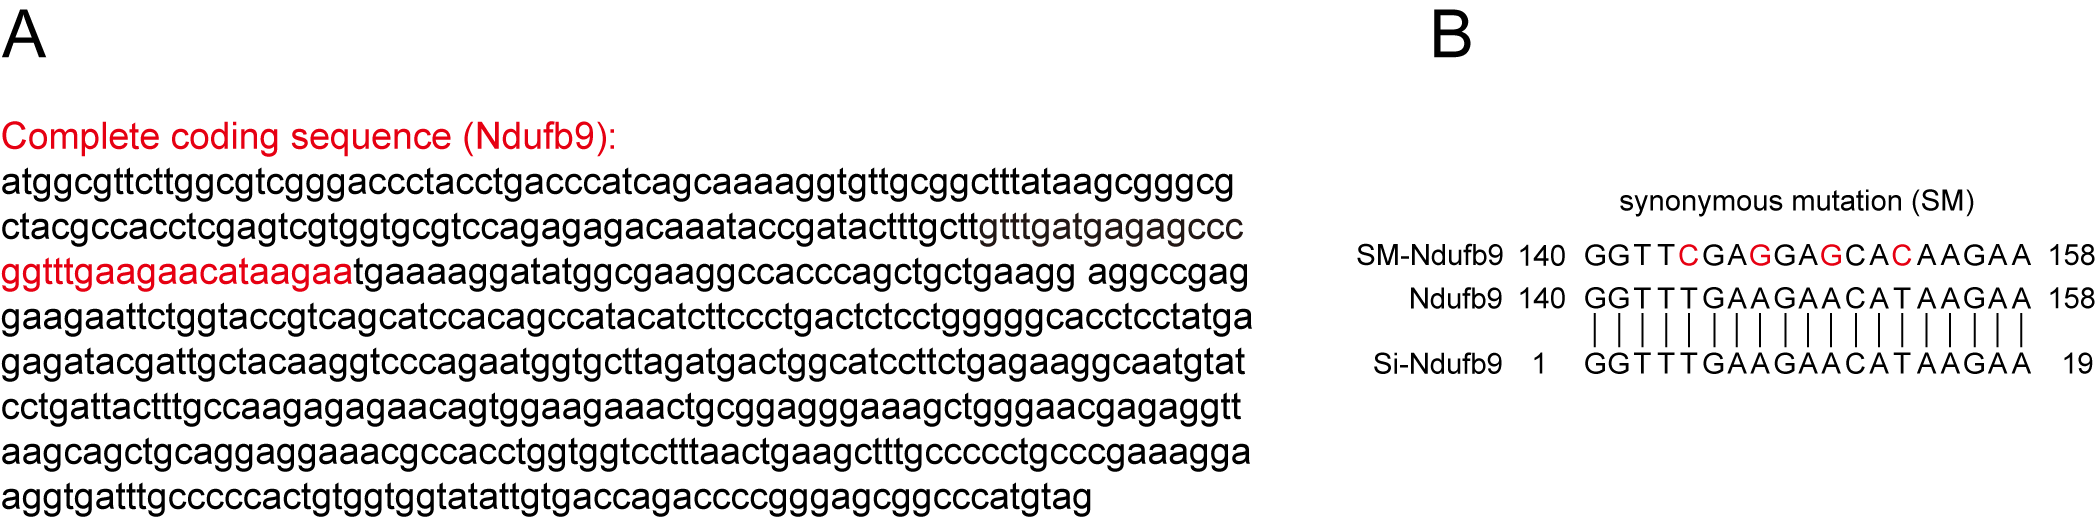 A
Complete coding sequence (Ndufb9):
atggcgttcttggcgtcgggaccctacctgacccatcagcaaaaggtgttgcggctttataagcgggcg
ctacgccacctcgagtcgtggtgcgtccagagagacaaataccgatactttgcttgtttgatgagagccc
ggtttgaagaacataagaatgaaaaggatatggcgaaggccacccagctgctgaagg aggccgag
gaagaattctggtaccgtcagcatccacagccatacatcttccctgactctcctgggggcacctcctatga
gagatacgattgctacaaggtcccagaatggtgcttagatgactggcatccttctgagaaggcaatgtat
cctgattactttgccaagagagaacagtggaagaaactgcggagggaaagctgggaacgagaggtt
aagcagctgcaggaggaaacgccacctggtggtcctttaactgaagctttgccccctgcccgaaagga
aggtgatttgcccccactgtggtggtatattgtgaccagaccccgggagcggcccatgtag
B
synonymous mutation (SM)
SM-Ndufb9 140 GGTTCGAGGAGCACAAGAA 158
Ndufb9 140 GGTTTGAAGAACATAAGAA 158
Si-Ndufb9 1 GGTTTGAAGAACATAAGAA 19